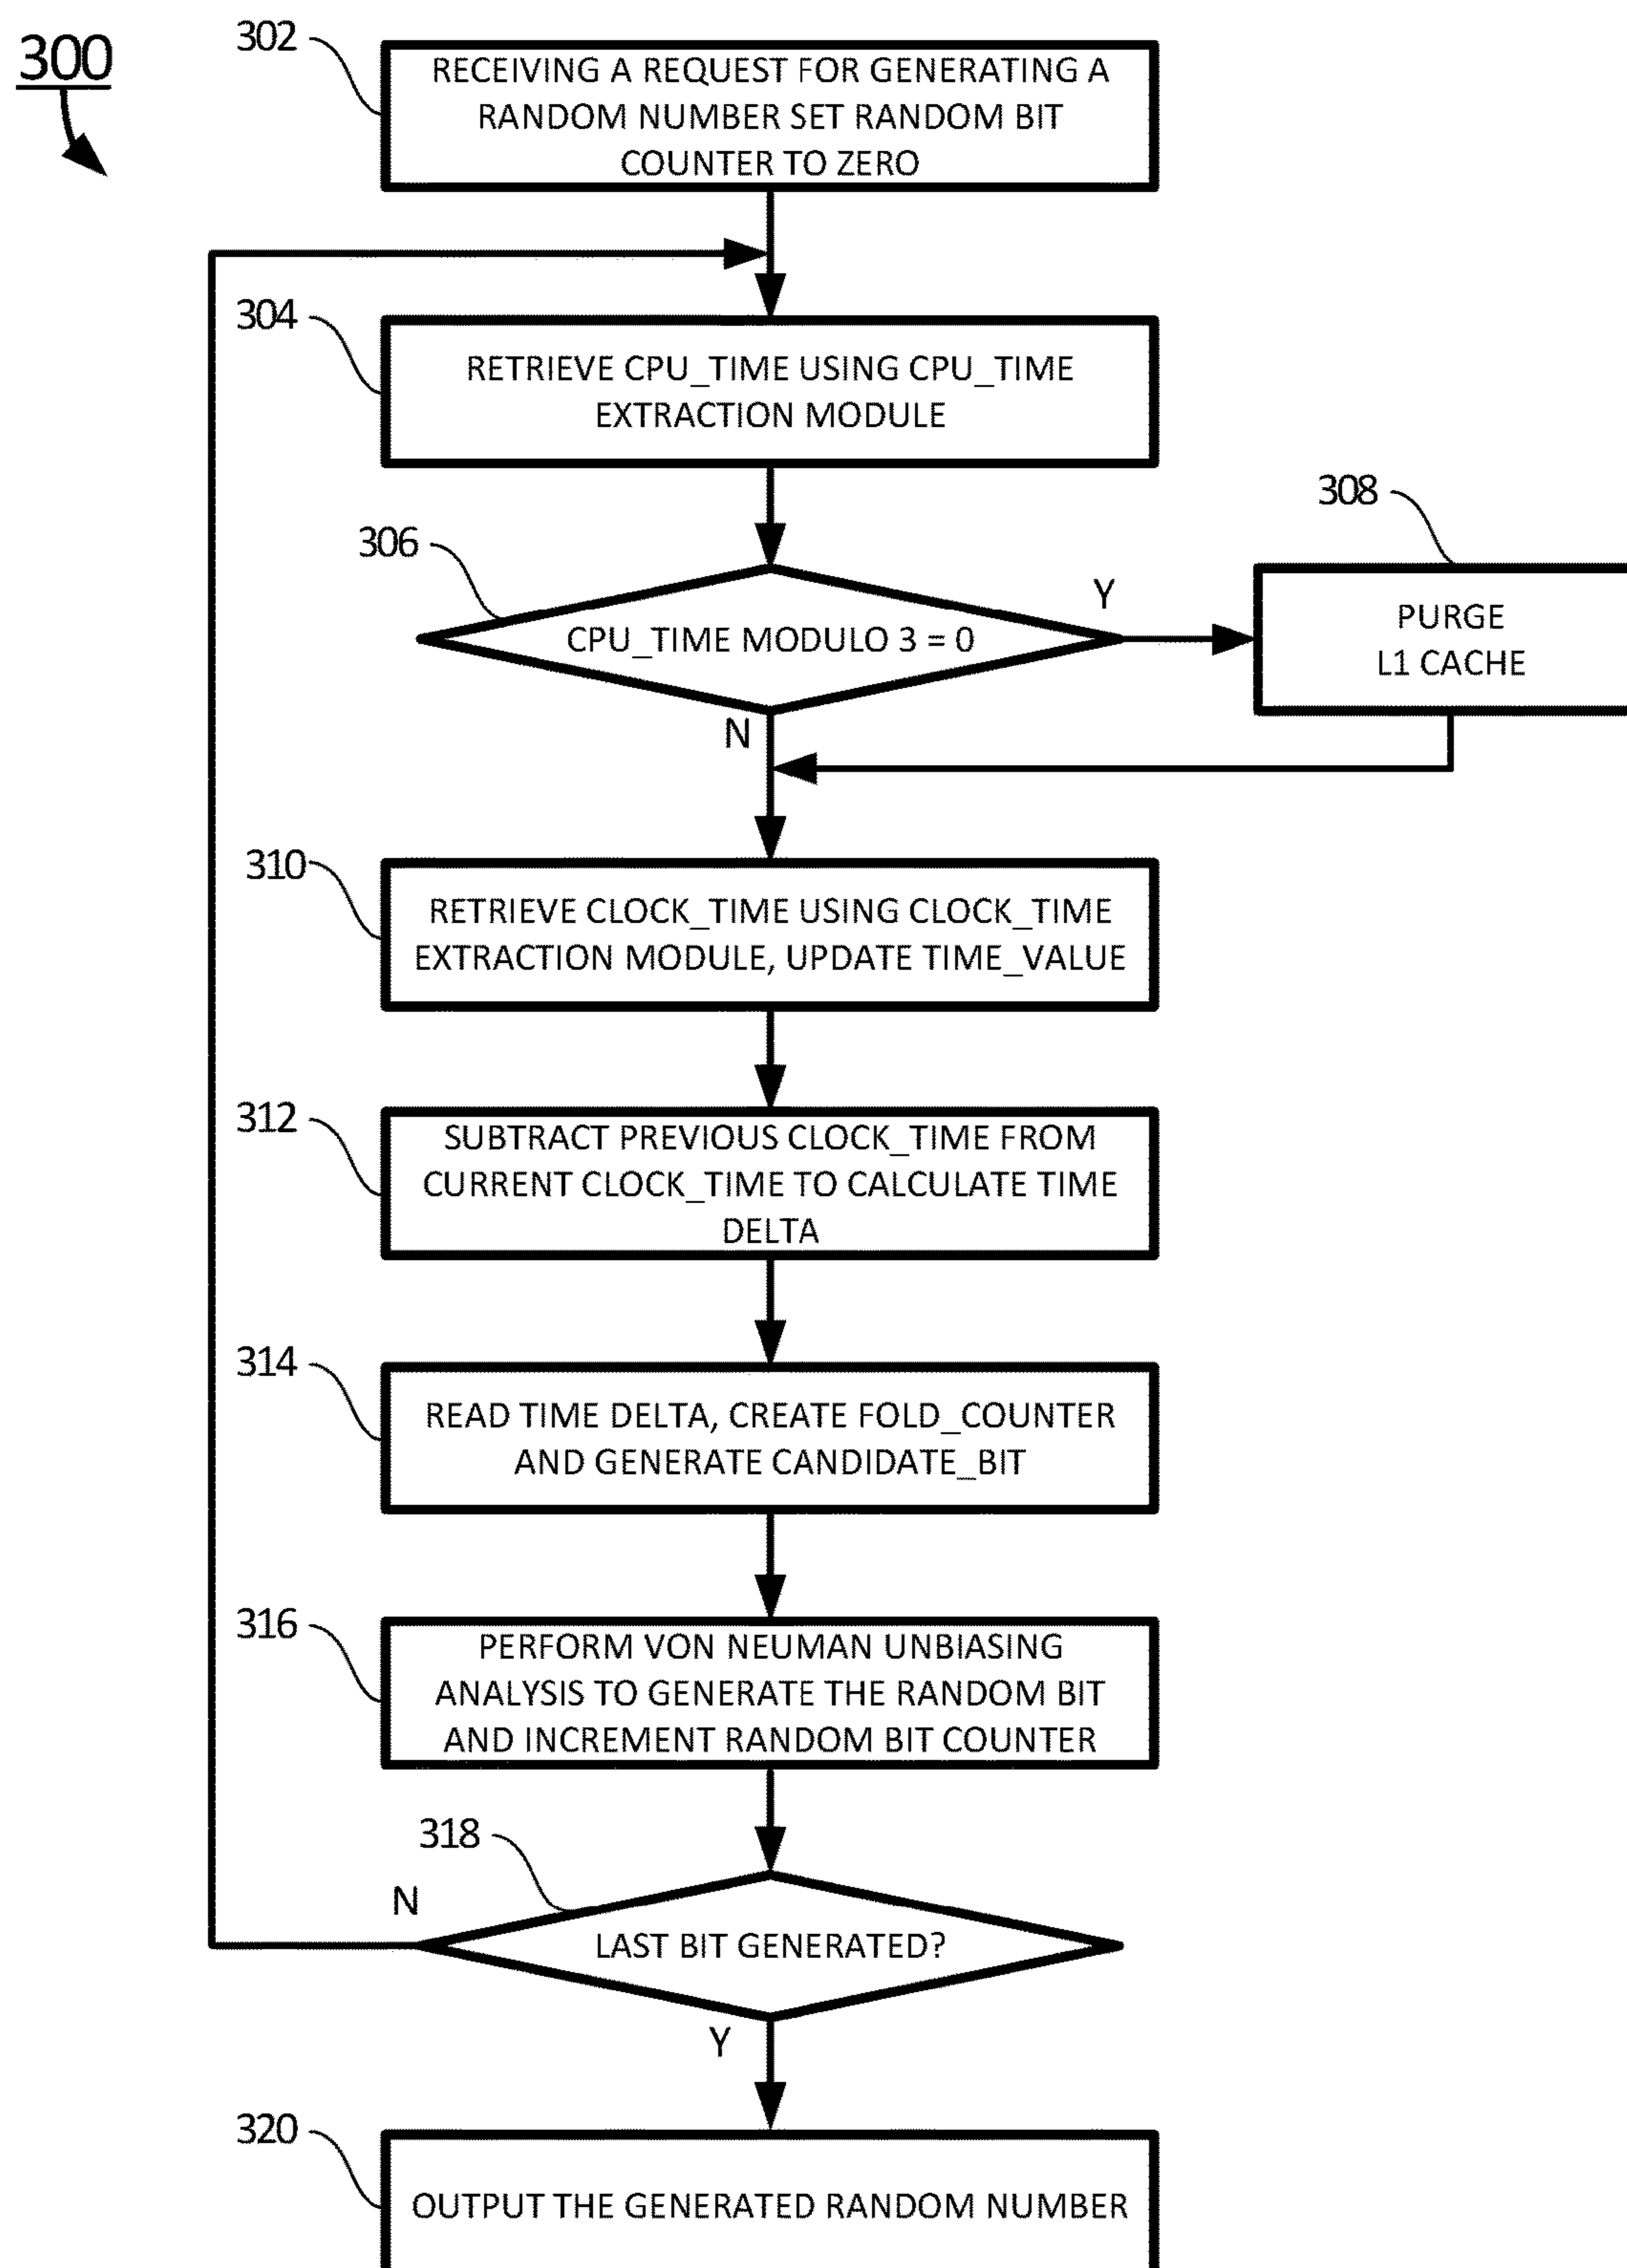 300
302
RECEIVING A REQUEST FOR GENERATING A
RANDOM NUMBER SET RANDOM BIT
COUNTER TO ZERO
304
RETRIEVE CPU_TIME USING CPU_TIME
EXTRACTION MODULE
306
CPU_TIME MODULO 3 = 0
Y
N
308
PURGE
L1 CACHE
310
RETRIEVE CLOCK_TIME USING CLOCK_TIME
EXTRACTION MODULE, UPDATE TIME_VALUE
312
SUBTRACT PREVIOUS CLOCK_TIME FROM
CURRENT CLOCK_TIME TO CALCULATE TIME
DELTA
314
READ TIME DELTA, CREATE FOLD_COUNTER
AND GENERATE CANDIDATE_BIT
316
PERFORM VON NEUMAN UNBIASING
ANALYSIS TO GENERATE THE RANDOM BIT
AND INCREMENT RANDOM BIT COUNTER
318
N
LAST BIT GENERATED?
Y
320
OUTPUT THE GENERATED RANDOM NUMBER